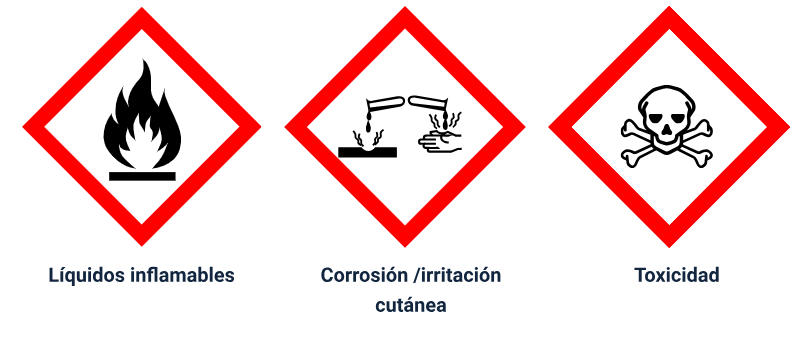 Líquidos inflamables
Corrosión /irritación
cutánea
Toxicidad